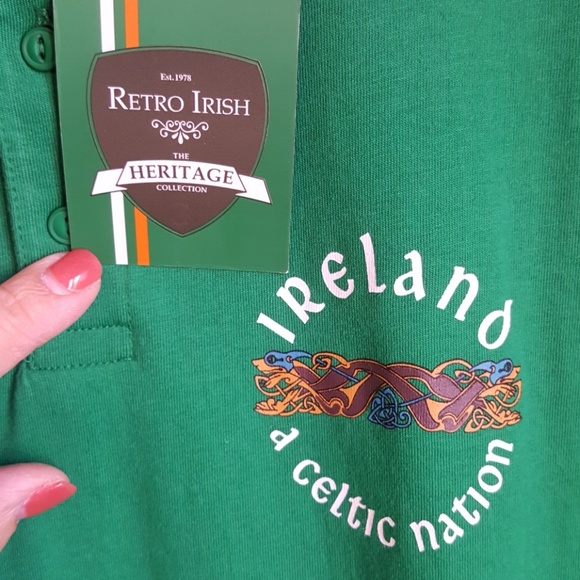 Est. 1978
RETRO IRISH
THE
HERITAGE
COLLECTION
IRELAND
a celtic nation